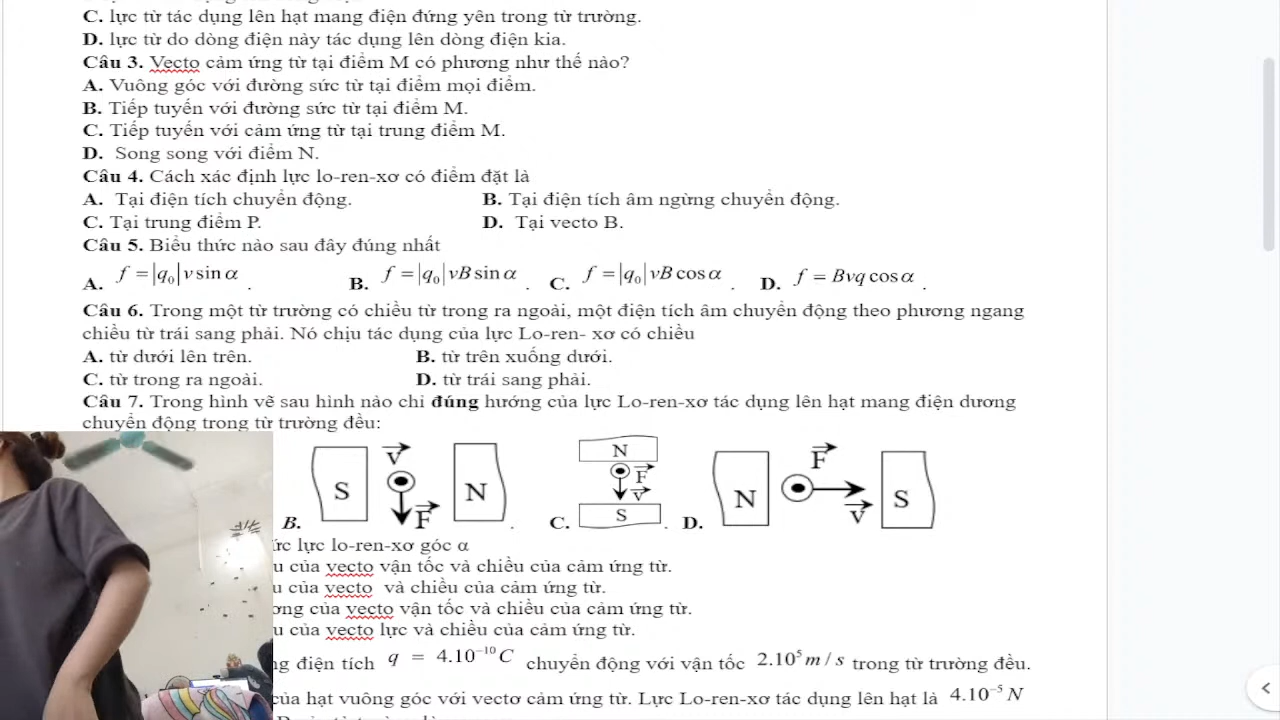 C. lực từ tác dụng lên hạt mang điện đứng yên trong từ trường.
D. lực từ do dòng điện này tác dụng lên dòng điện kia.
Câu 3. Vecto cảm ứng từ tại điểm M có phương như thế nào?
A. Vuông góc với đường sức từ tại điểm mọi điểm.
B. Tiếp tuyến với đường sức từ tại điểm M.
C. Tiếp tuyến với cảm ứng từ tại trung điểm M.
D. Song song với điểm N.
Câu 4. Cách xác định lực lo-ren-xơ có điểm đặt là
A. Tại điện tích chuyển động. B. Tại điện tích âm ngừng chuyển động.
C. Tại trung điểm P. D. Tại vecto B.
Câu 5. Biểu thức nào sau đây đúng nhất
A. f = |q₀| v sin α . B. f = |q₀| vB sin α . C. f = |q₀| vB cos α . D. f = Bvq cos α .
Câu 6. Trong một từ trường có chiều từ trong ra ngoài, một điện tích âm chuyển động theo phương ngang
chiều từ trái sang phải. Nó chịu tác dụng của lực Lo-ren- xơ có chiều
A. từ dưới lên trên. B. từ trên xuống dưới.
C. từ trong ra ngoài. D. từ trái sang phải.
Câu 7. Trong hình vẽ sau hình nào chỉ đúng hướng của lực Lo-ren-xơ tác dụng lên hạt mang điện dương
chuyển động trong từ trường đều:
B. S v F N . C. N F v S . D. N F v S
lực lo-ren-xơ góc α
của vecto vận tốc và chiều của cảm ứng từ.
của vecto và chiều của cảm ứng từ.
của vecto vận tốc và chiều của cảm ứng từ.
của vecto lực và chiều của cảm ứng từ.
điện tích q = 4.10⁻¹⁰ C chuyển động với vận tốc 2.10⁵ m / s trong từ trường đều.
của hạt vuông góc với vectơ cảm ứng từ. Lực Lo-ren-xơ tác dụng lên hạt là 4.10⁻⁵ N